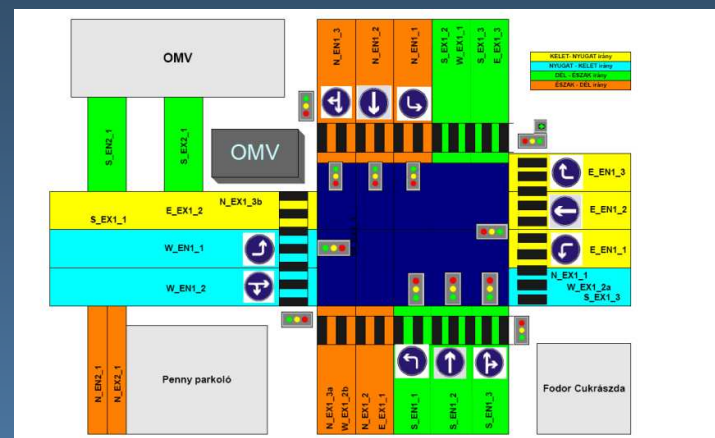 OMV
N_EN1_3
N_EN1_2
N_EN1_1
S_EX1_2
W_EX1_1
S_EX1_3
E_EX1_3
KELET- NYUGAT irány
NYUGAT - KELET irány
DÉL - ÉSZAK irány
ÉSZAK - DÉL irány
S_EN2_1
S_EX2_1
OMV
E_EN1_3
E_EN1_2
E_EN1_1
N_EX1_3b
E_EX1_2
S_EX1_1
W_EN1_1
W_EN1_2
N_EX1_1
W_EX1_2a
S_EX1_3
N_EN2_1
N_EX2_1
Penny parkoló
N_EX1_3a
W_EX1_2b
N_EX1_2
E_EX1_1
S_EN1_1
S_EN1_2
S_EN1_3
Fodor Cukrászda